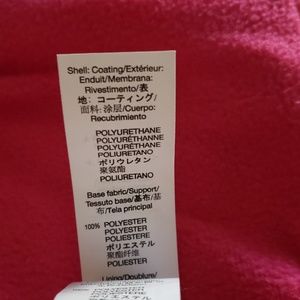 Shell: Coating/Extérieur:
Enduit/Membrana:
Rivestimento/表
地: コーティング/
面料: 涂层/Cuerpo:
Recubrimiento
POLYURETHANE
POLYURÉTHANNE
POLIURETANO
ポリウレタン
聚氨酯
POLIURETANO
Base fabric/Support/
Tessuto base/基布/基
布/Tela principal
100% POLYESTER
POLYESTER
POLIESTERE
ポリエステル
聚酯纤维
POLIESTER
Lining/Doublure/